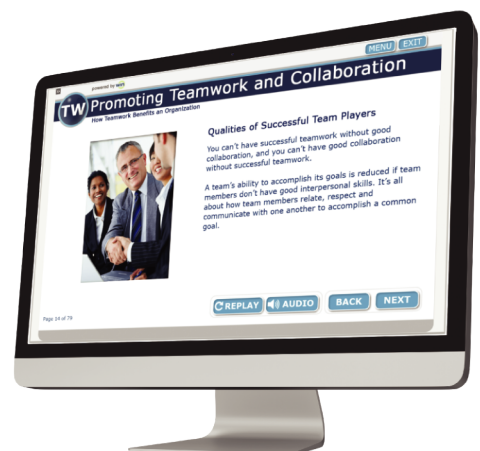 MENU EXIT
powered by
TW Promoting Teamwork and Collaboration
How Teamwork Benefits an Organization
Qualities of Successful Team Players
You can't have successful teamwork without good
collaboration, and you can't have good collaboration
without successful teamwork.
A team's ability to accomplish its goals is reduced if team
members don't have good interpersonal skills. It's all
about how team members relate, respect and
communicate with one another to accomplish a common
goal.
REPLAY AUDIO BACK NEXT
Page 14 of 79